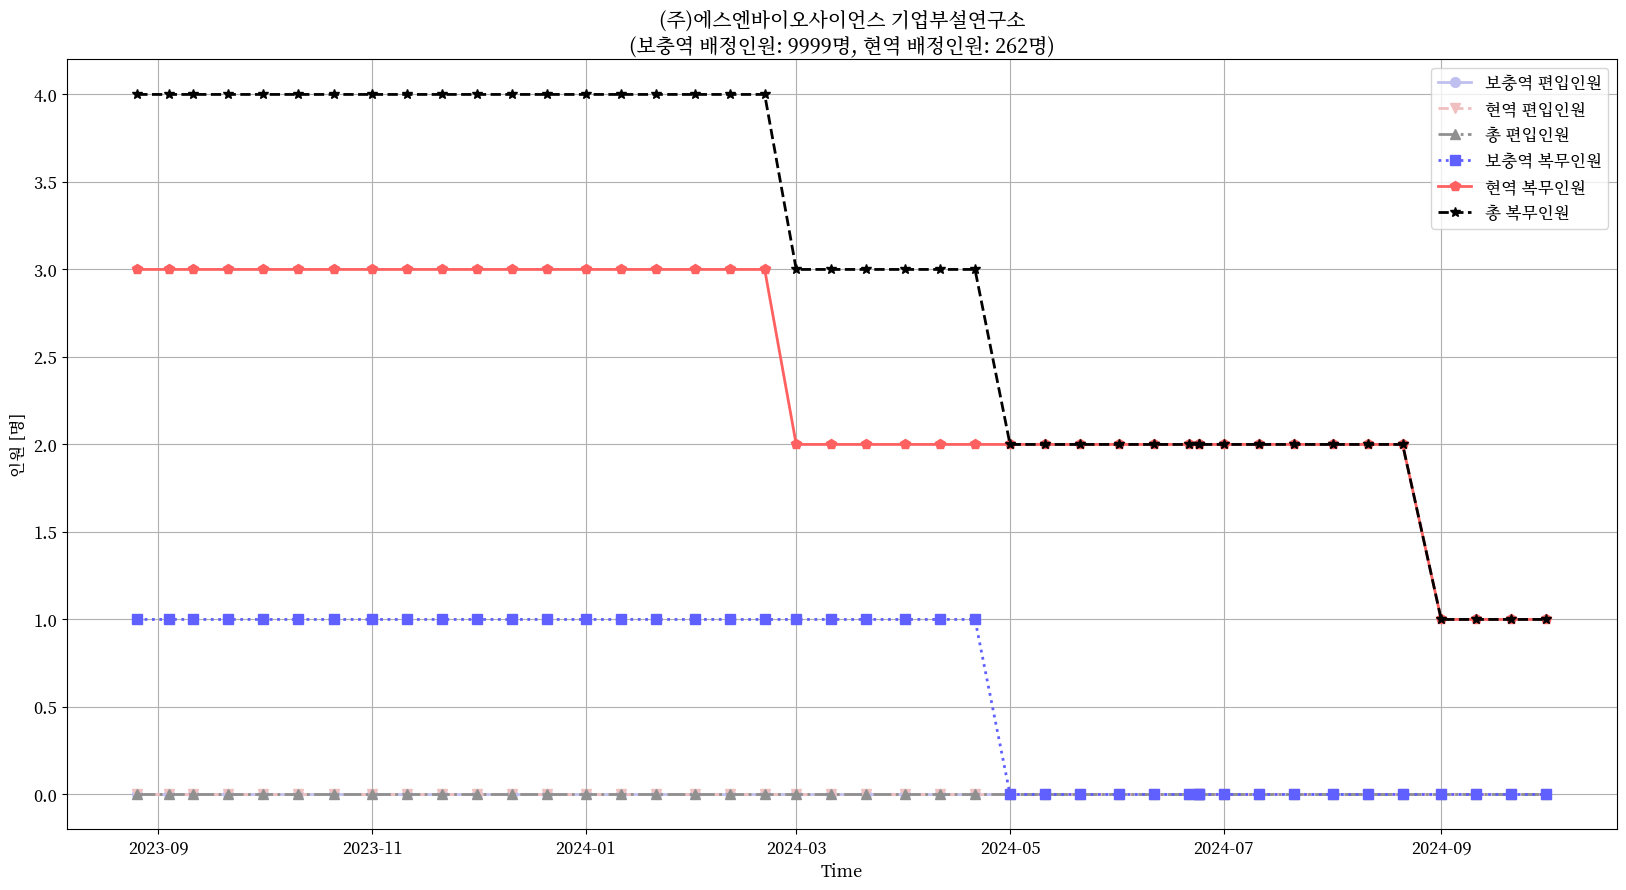 (주)에스엔바이오사이언스 기업부설연구소
(보충역 배정인원: 9999명, 현역 배정인원: 262명)
보충역 편입인원
현역 편입인원
총 편입인원
보충역 복무인원
현역 복무인원
총 복무인원
인원 [명]
4.0
3.5
3.0
2.5
2.0
1.5
1.0
0.5
0.0
2023-09
2023-11
2024-01
2024-03
2024-05
2024-07
2024-09
Time